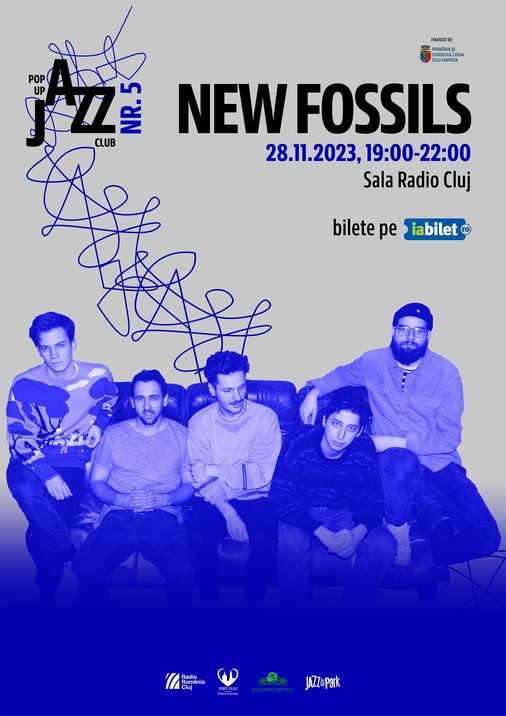 FINANȚAT DE:
PRIMĂRIA ȘI
CONSILIUL LOCAL
CLUJ-NAPOCA
POP
UP
JAZZ
CLUB
NR. 5
NEW FOSSILS
28.11.2023, 19:00-22:00
Sala Radio Cluj
bilete pe iabilet.ro
Radio
România
Cluj
VISIT CLUJ
JAZZ in the PARK